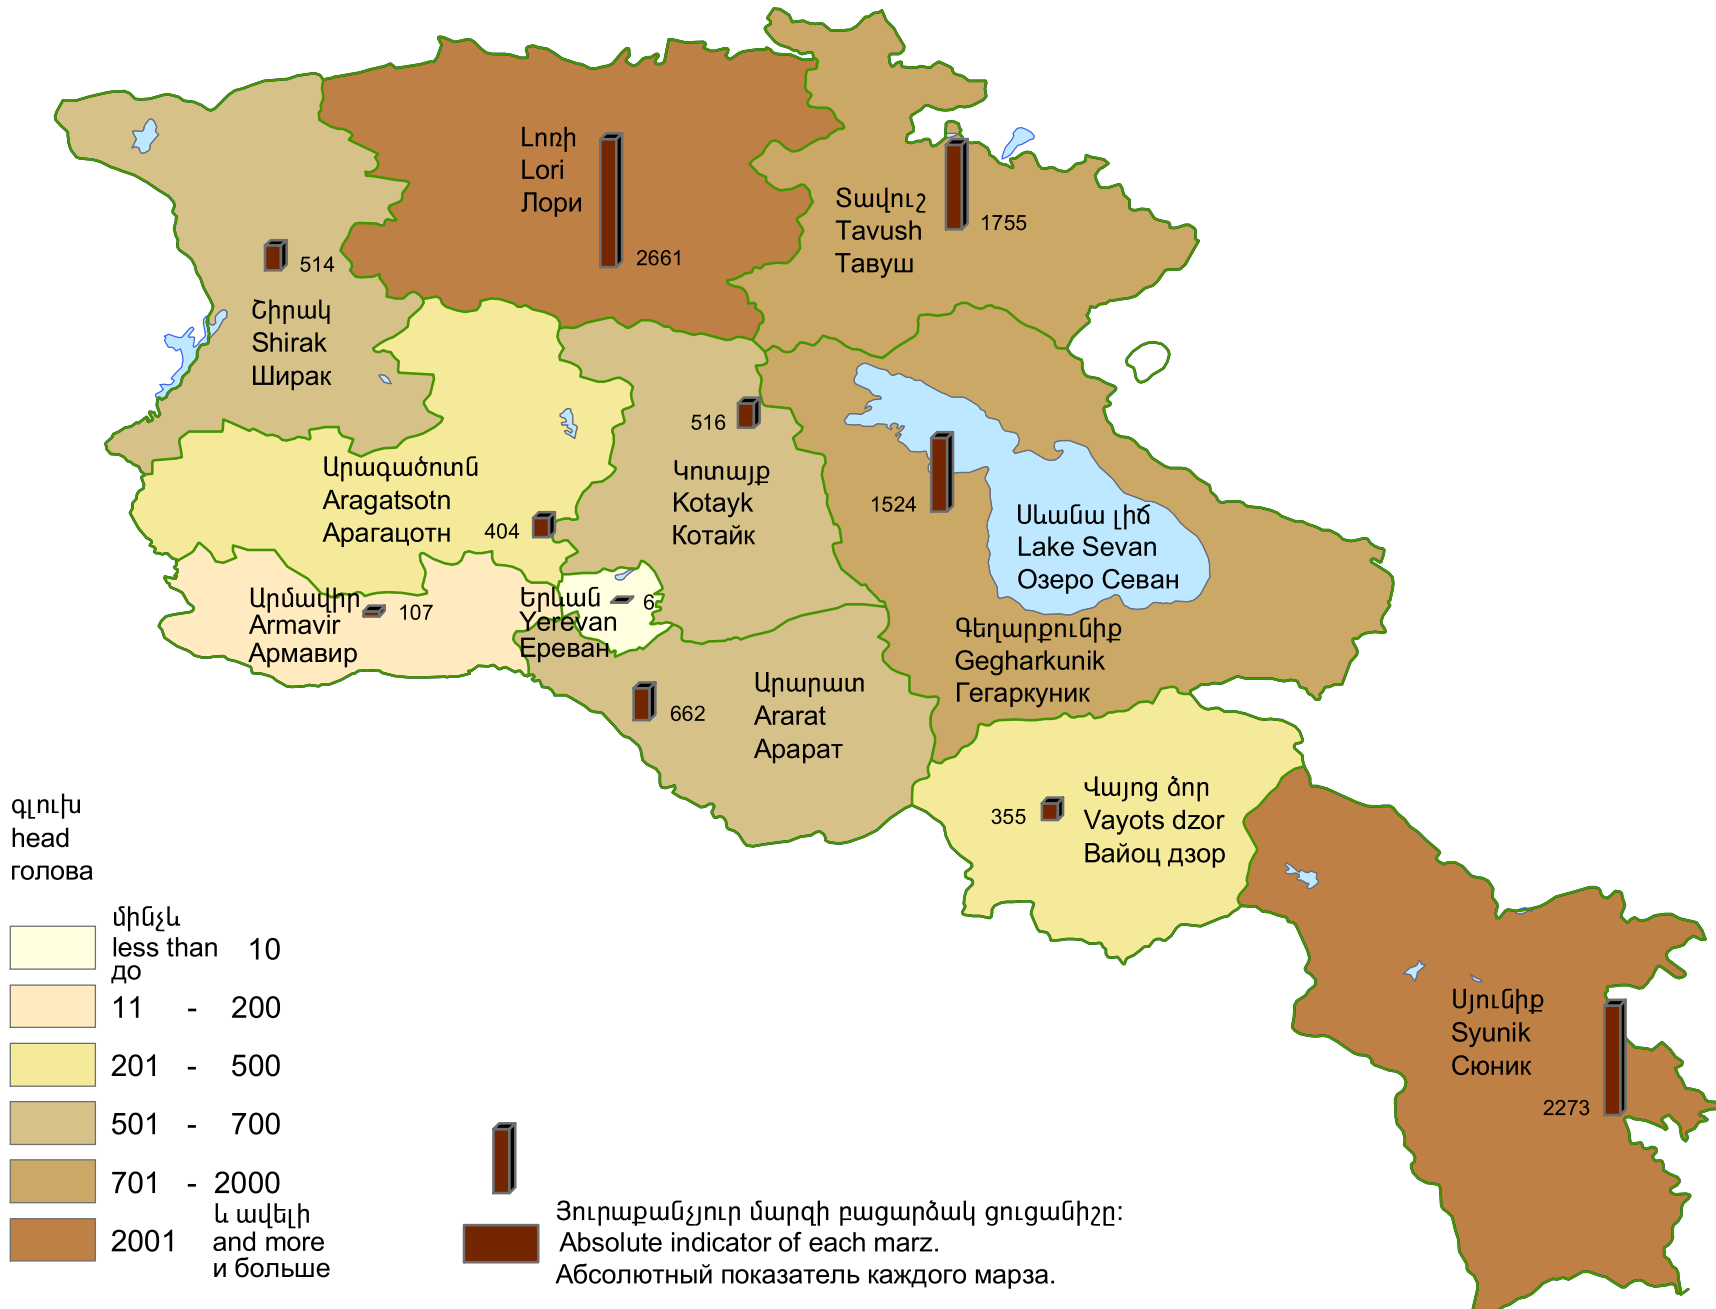 Լոռի
Lori
Лори
2661
Տավուշ
Tavush
Тавуш
1755
514
Շիրակ
Shirak
Ширак
516
Կոտայք
Kotayk
Котайк
Արագածոտն
Aragatsotn
Арагацотн
404
1524
Սևանա լիճ
Lake Sevan
Озеро Севан
Արմավիր
Armavir
Армавир
107
Երևան
Yerevan
Ереван
6
Գեղարքունիք
Gegharkunik
Гегаркуник
662
Արարատ
Ararat
Арарат
355
Վայոց ձոր
Vayots dzor
Вайоц дзор
Սյունիք
Syunik
Сюник
2273
գլուխ
head
голова
մինչև
less than 10
до
11 - 200
201 - 500
501 - 700
701 - 2000
և ավելի
2001 and more
и больше
Յուրաքանչյուր մարզի բացարձակ ցուցանիշը:
Absolute indicator of each marz.
Абсолютный показатель каждого марза.